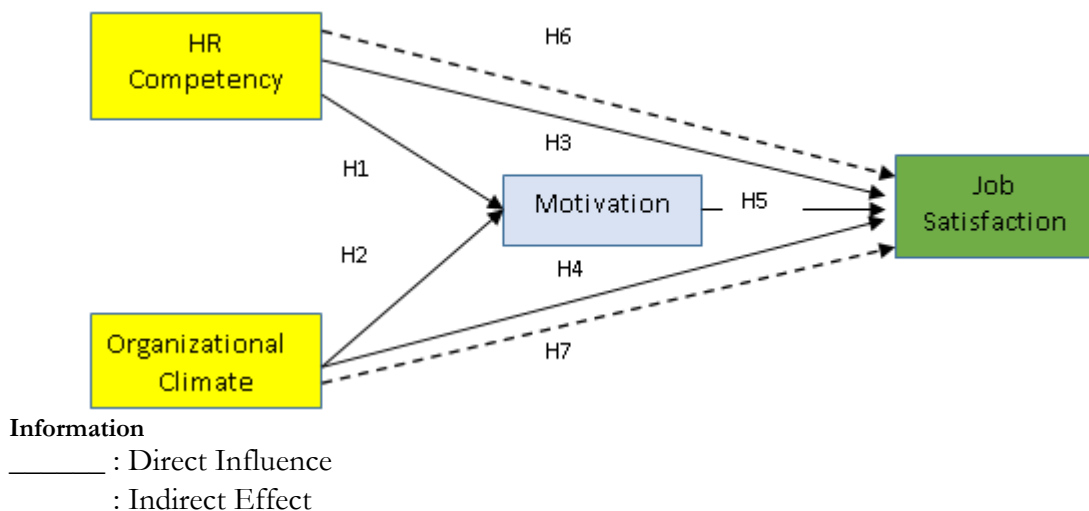 HR
Competency
H6
H3
H1
Motivation
H5
Job
Satisfaction
H2
H4
Organizational
Climate
H7
Information
______ : Direct Influence
: Indirect Effect